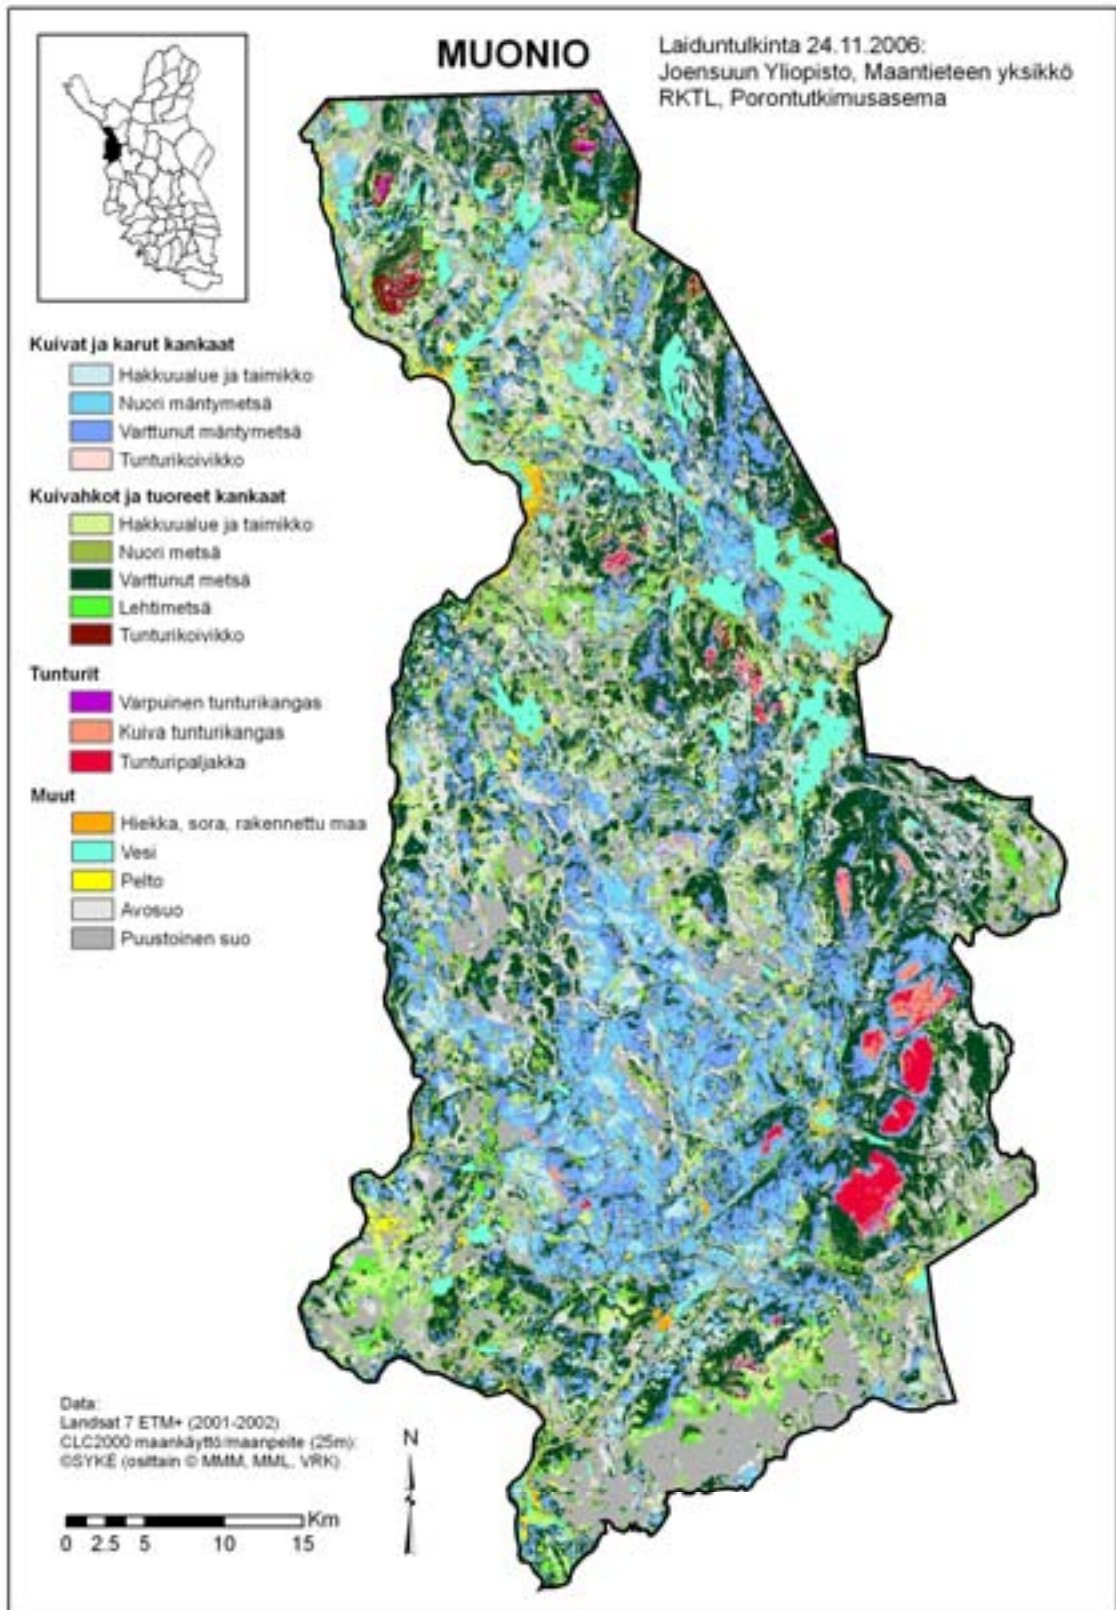 MUONIO
Laiduntulkinta 24.11.2006:
Joensuun Yliopisto, Maantieteen yksikkö
RKTL, Porontutkimusasema
Kuivat ja karut kankaat
Hakkuualue ja taimikko
Nuori mäntymetsä
Varttunut mäntymetsä
Tunturikoivikko
Kuivahkot ja tuoreet kankaat
Hakkuualue ja taimikko
Nuori metsä
Varttunut metsä
Lehtimetsä
Tunturikoivikko
Tunturit
Varpuinen tunturikangas
Kuiva tunturikangas
Tunturipaljakka
Muut
Hiekka, sora, rakennettu maa
Vesi
Pelto
Avosuo
Puustoinen suo
Data:
Landsat 7 ETM+ (2001-2002)
CLC2000 maankäyttö/maanpeite (25m):
©SYKE (osittain © MMM, MML, VRK)
N
S
Km
0 2.5 5 10 15